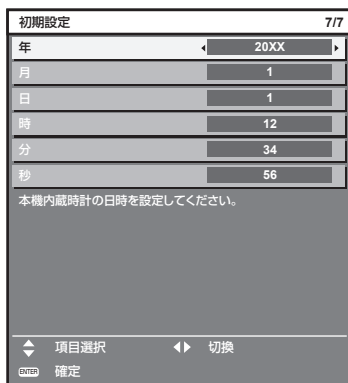 初期設定 7/7
年 20XX
月 1
日 1
時 12
分 34
秒 56
本機内蔵時計の日時を設定してください。
項目選択 切換
ENTER 確定